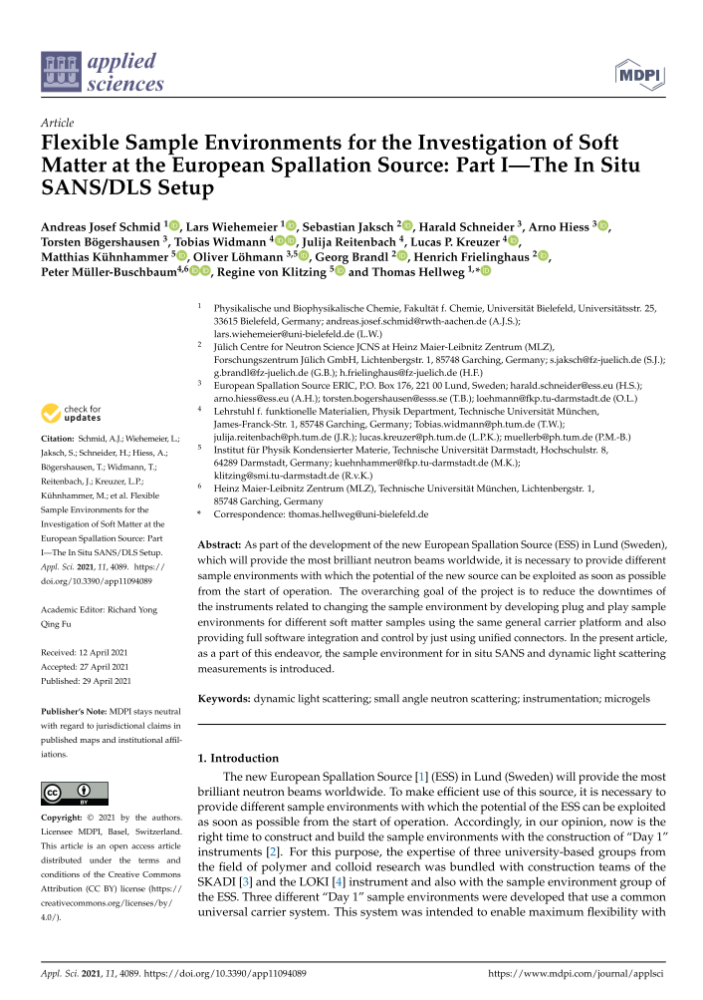 applied
sciences
MDPI
Article
Flexible Sample Environments for the Investigation of Soft
Matter at the European Spallation Source: Part I—The In Situ
SANS/DLS Setup
Andreas Josef Schmid 1, Lars Wiehemeier 1, Sebastian Jaksch 2, Harald Schneider 3, Arno Hiess 3,
Torsten Bögershausen 3, Tobias Widmann 4, Julija Reitenbach 4, Lucas P. Kreuzer 4,
Matthias Kühnhammer 5, Oliver Löhmann 3,5, Georg Brandl 2, Henrich Frielinghaus 2,
Peter Müller-Buschbaum4,6, Regine von Klitzing 5 and Thomas Hellweg 1,*
1 Physikalische und Biophysikalische Chemie, Fakultät f. Chemie, Universität Bielefeld, Universitätsstr. 25,
33615 Bielefeld, Germany; andreas.josef.schmid@rwth-aachen.de (A.J.S.);
lars.wiehemeier@uni-bielefeld.de (L.W.)
2 Jülich Centre for Neutron Science JCNS at Heinz Maier-Leibnitz Zentrum (MLZ),
Forschungszentrum Jülich GmbH, Lichtenbergstr. 1, 85748 Garching, Germany; s.jaksch@fz-juelich.de (S.J.);
g.brandl@fz-juelich.de (G.B.); h.frielinghaus@fz-juelich.de (H.F.)
3 European Spallation Source ERIC, P.O. Box 176, 221 00 Lund, Sweden; harald.schneider@ess.eu (H.S.);
arno.hiess@ess.eu (A.H.); torsten.bogershausen@esss.se (T.B.); loehmann@fkp.tu-darmstadt.de (O.L.)
4 Lehrstuhl f. funktionelle Materialien, Physik Department, Technische Universität München,
James-Franck-Str. 1, 85748 Garching, Germany; Tobias.widmann@ph.tum.de (T.W.);
julija.reitenbach@ph.tum.de (J.R.); lucas.kreuzer@ph.tum.de (L.P.K.); muellerb@ph.tum.de (P.M.-B.)
5 Institut für Physik Kondensierter Materie, Technische Universität Darmstadt, Hochschulstr. 8,
64289 Darmstadt, Germany; kuehnhammer@fkp.tu-darmstadt.de (M.K.);
klitzing@smi.tu-darmstadt.de (R.v.K.)
6 Heinz Maier-Leibnitz Zentrum (MLZ), Technische Universität München, Lichtenbergstr. 1,
85748 Garching, Germany
* Correspondence: thomas.hellweg@uni-bielefeld.de
check for
updates
Citation: Schmid, A.J.; Wiehemeier, L.;
Jaksch, S.; Schneider, H.; Hiess, A.;
Bögershausen, T.; Widmann, T.;
Reitenbach, J.; Kreuzer, L.P.;
Kühnhammer, M.; et al. Flexible
Sample Environments for the
Investigation of Soft Matter at the
European Spallation Source: Part
I—The In Situ SANS/DLS Setup.
Appl. Sci. 2021, 11, 4089. https://
doi.org/10.3390/app11094089
Academic Editor: Richard Yong
Qing Fu
Received: 12 April 2021
Accepted: 27 April 2021
Published: 29 April 2021
Publisher's Note: MDPI stays neutral
with regard to jurisdictional claims in
published maps and institutional affil-
iations.
CC BY
Copyright: © 2021 by the authors.
Licensee MDPI, Basel, Switzerland.
This article is an open access article
distributed under the terms and
conditions of the Creative Commons
Attribution (CC BY) license (https://
creativecommons.org/licenses/by/
4.0/).
Abstract: As part of the development of the new European Spallation Source (ESS) in Lund (Sweden),
which will provide the most brilliant neutron beams worldwide, it is necessary to provide different
sample environments with which the potential of the new source can be exploited as soon as possible
from the start of operation. The overarching goal of the project is to reduce the downtimes of
the instruments related to changing the sample environment by developing plug and play sample
environments for different soft matter samples using the same general carrier platform and also
providing full software integration and control by just using unified connectors. In the present article,
as a part of this endeavor, the sample environment for in situ SANS and dynamic light scattering
measurements is introduced.
Keywords: dynamic light scattering; small angle neutron scattering; instrumentation; microgels
1. Introduction
The new European Spallation Source [1] (ESS) in Lund (Sweden) will provide the most
brilliant neutron beams worldwide. To make efficient use of this source, it is necessary to
provide different sample environments with which the potential of the ESS can be exploited
as soon as possible from the start of operation. Accordingly, in our opinion, now is the
right time to construct and build the sample environments with the construction of "Day 1"
instruments [2]. For this purpose, the expertise of three university-based groups from
the field of polymer and colloid research was bundled with construction teams of the
SKADI [3] and the LOKI [4] instrument and also with the sample environment group of
the ESS. Three different "Day 1" sample environments were developed that use a common
universal carrier system. This system was intended to enable maximum flexibility with
Appl. Sci. 2021, 11, 4089. https://doi.org/10.3390/app11094089
https://www.mdpi.com/journal/applsci